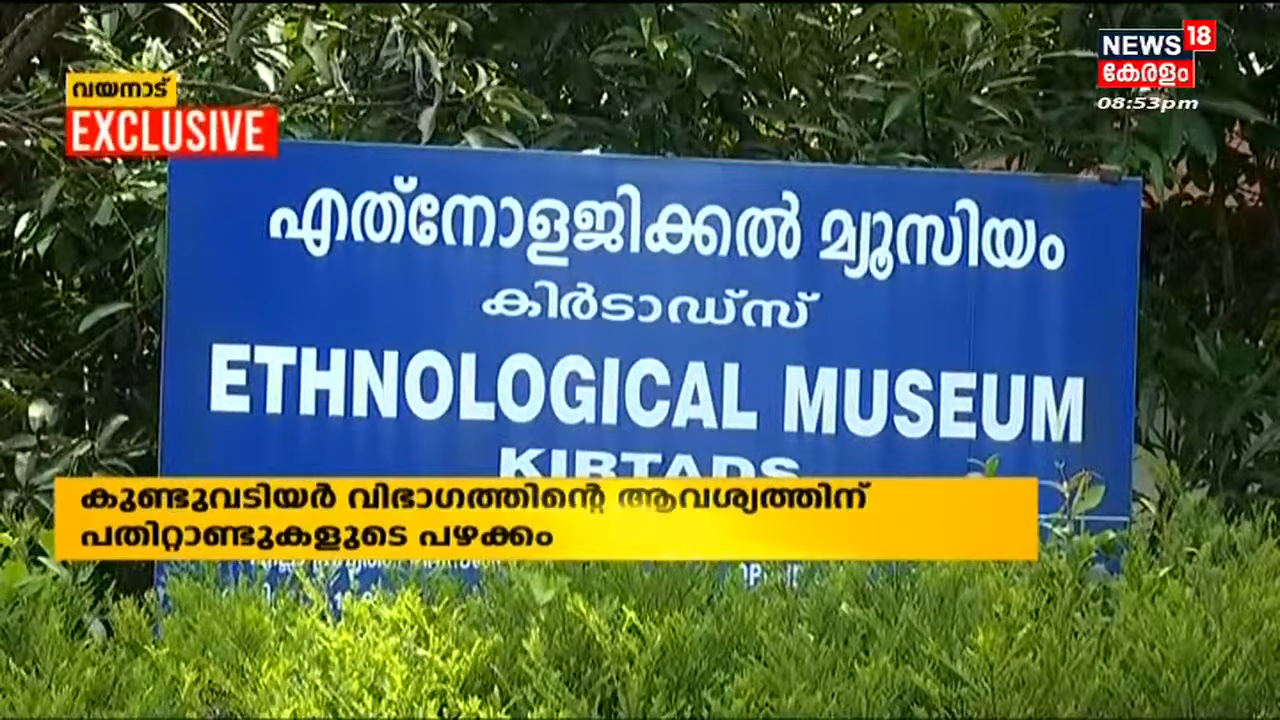 വയനാട്
EXCLUSIVE
NEWS 18
കേരളം
08:53pm
എത്‌നോളജിക്കൽ മ്യൂസിയം
കിർടാഡ്സ്
ETHNOLOGICAL MUSEUM
KIRTADS
കുണ്ടുവടിയർ വിഭാഗത്തിന്റെ ആവശ്യത്തിന്
പതിറ്റാണ്ടുകളുടെ പഴക്കം